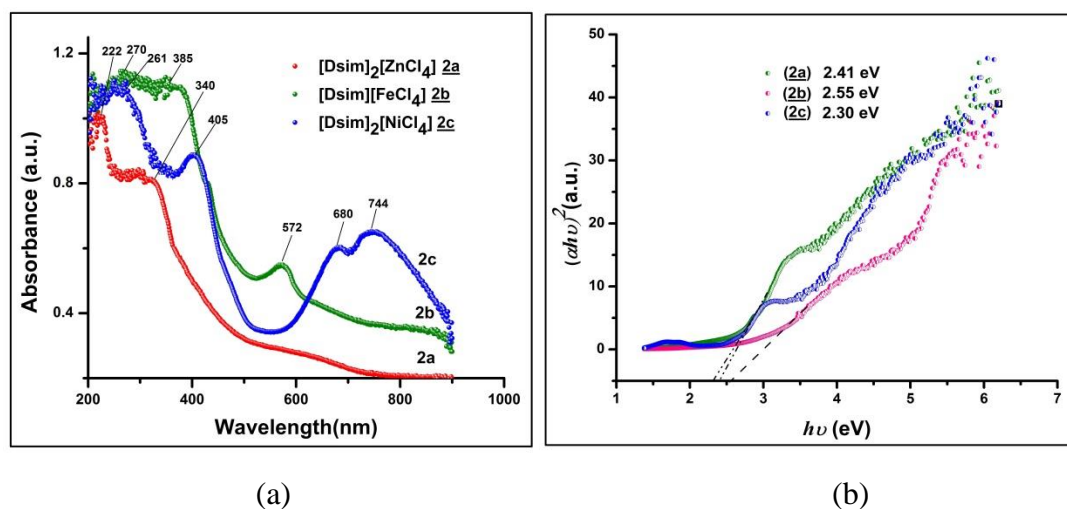 1.2
0.8
0.4
222
270
261
385
340
405
572
680
744
[Dsim]₂[ZnCl₄] 2a
[Dsim][FeCl₄] 2b
[Dsim]₂[NiCl₄] 2c
2c
2b
2a
Absorbance (a.u.)
200 400 600 800 1000
Wavelength(nm)
(a)
50
40
30
20
10
0
(2a) 2.41 eV
(2b) 2.55 eV
(2c) 2.30 eV
(αhυ)²(a.u.)
1 2 3 4 5 6 7
hυ (eV)
(b)